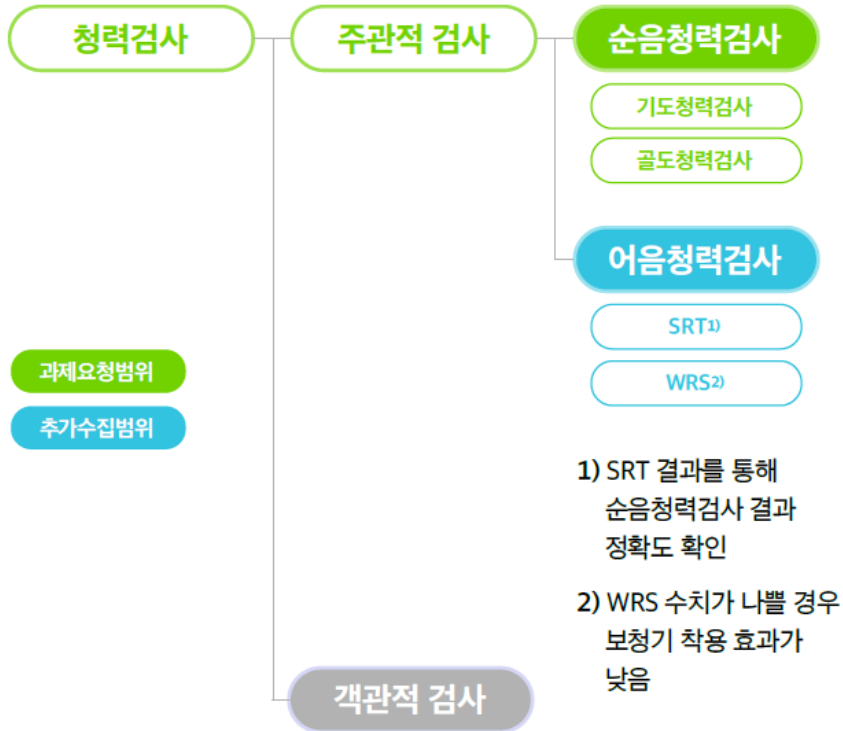 청력검사
주관적 검사
순음청력검사
기도청력검사
골도청력검사
어음청력검사
SRT1)
WRS2)
과제요청범위
추가수집범위
1) SRT 결과를 통해
순음청력검사 결과
정확도 확인
2) WRS 수치가 나쁠 경우
보청기 착용 효과가
낮음
객관적 검사